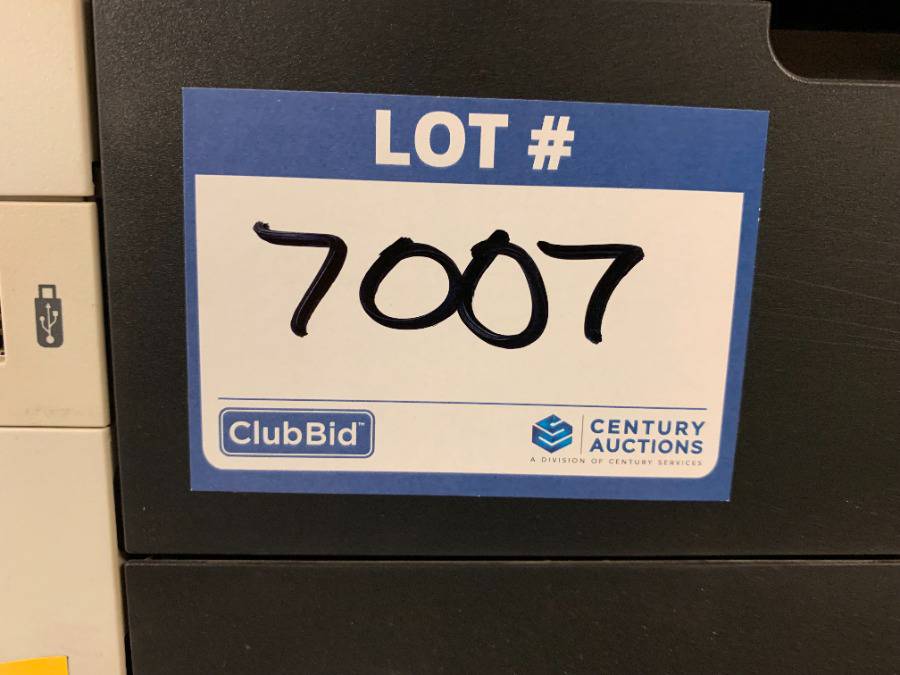 LOT #
7007
ClubBid™
CENTURY
AUCTIONS
A DIVISION OF CENTURY SERVICES